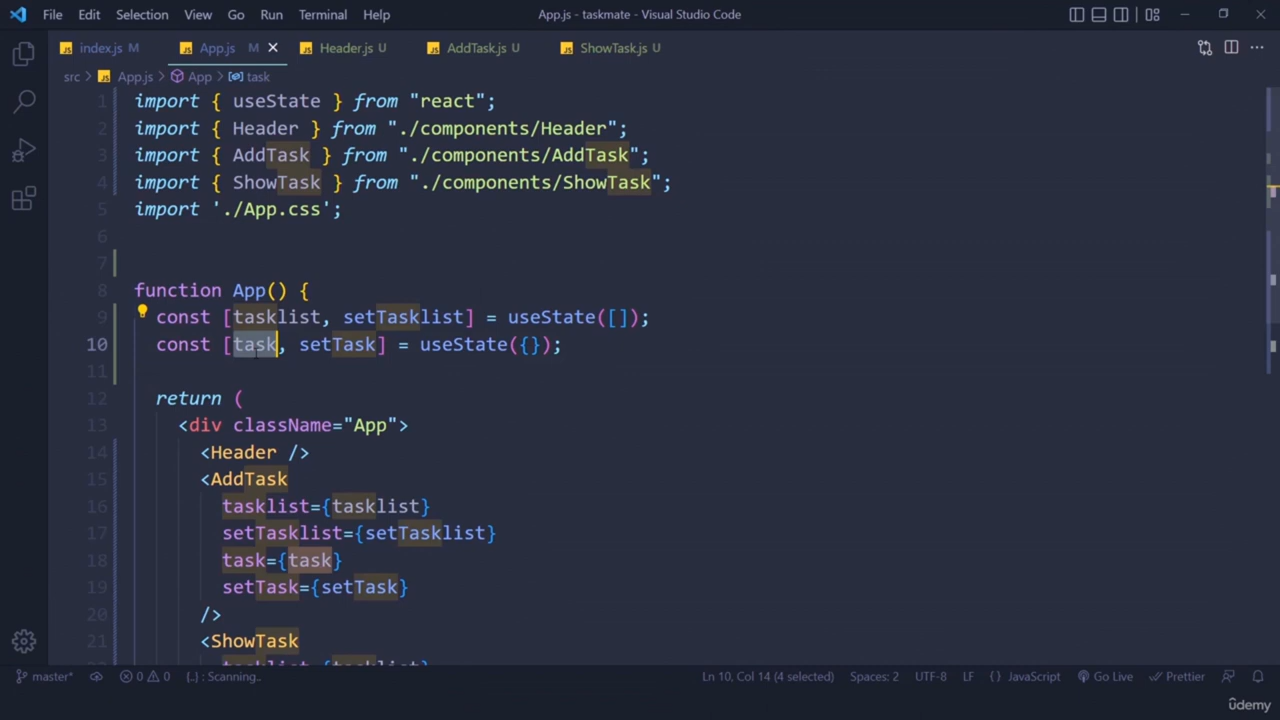 File Edit Selection View Go Run Terminal Help App.js - taskmate - Visual Studio Code
index.js M App.js M Header.js U AddTask.js U ShowTask.js U
src > App.js > App > task
1 import { useState } from "react";
2 import { Header } from "./components/Header";
3 import { AddTask } from "./components/AddTask";
4 import { ShowTask } from "./components/ShowTask";
5 import './App.css';
6
7
8 function App() {
9 const [tasklist, setTasklist] = useState([]);
10 const [task, setTask] = useState({});
11
12 return (
13 <div className="App">
14 <Header />
15 <AddTask
16 tasklist={tasklist}
17 setTasklist={setTasklist}
18 task={task}
19 setTask={setTask}
20 />
21 <ShowTask
master* 0 0 {..} : Scanning.. Ln 10, Col 14 (4 selected) Spaces: 2 UTF-8 LF {} JavaScript Go Live Prettier
ûdemy